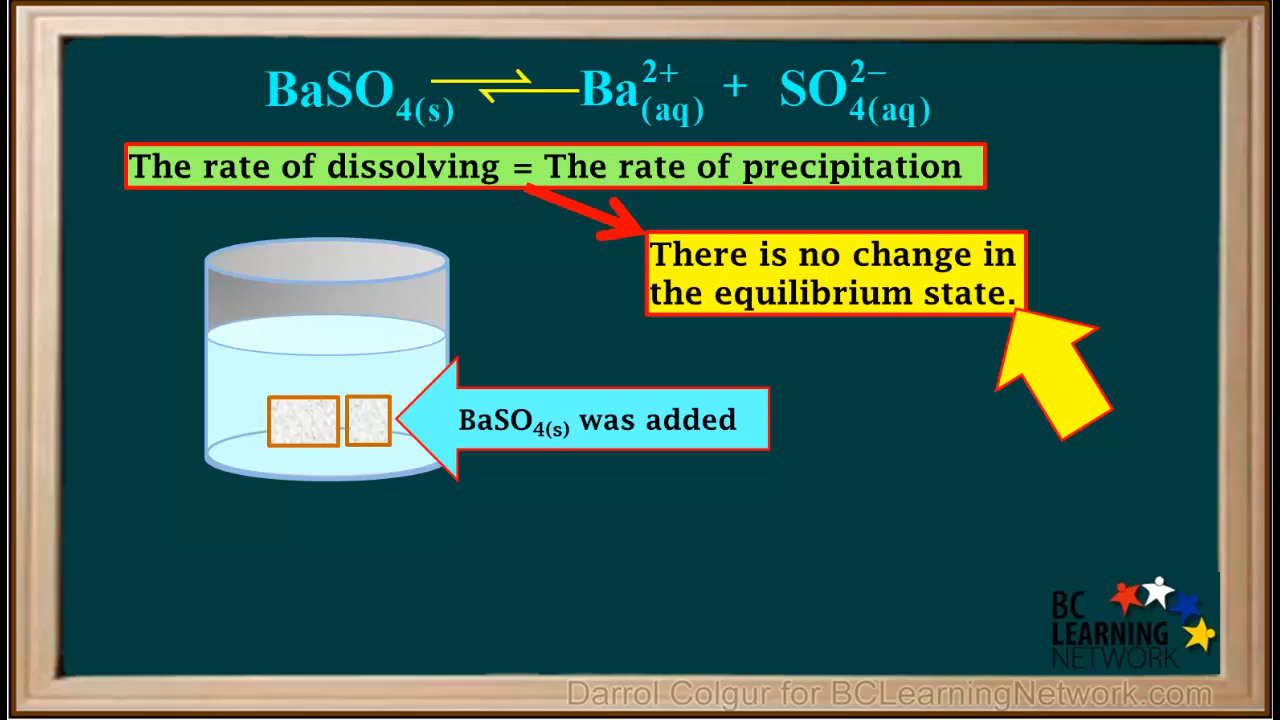 BaSO₄₍ₛ₎ ⇌ Ba²⁺(aq) + SO₄²⁻(aq)
The rate of dissolving = The rate of precipitation
There is no change in
the equilibrium state.
BaSO₄₍ₛ₎ was added
BC
LEARNING
NETWORK
Darrol Colgur for BCLearningNetwork.com